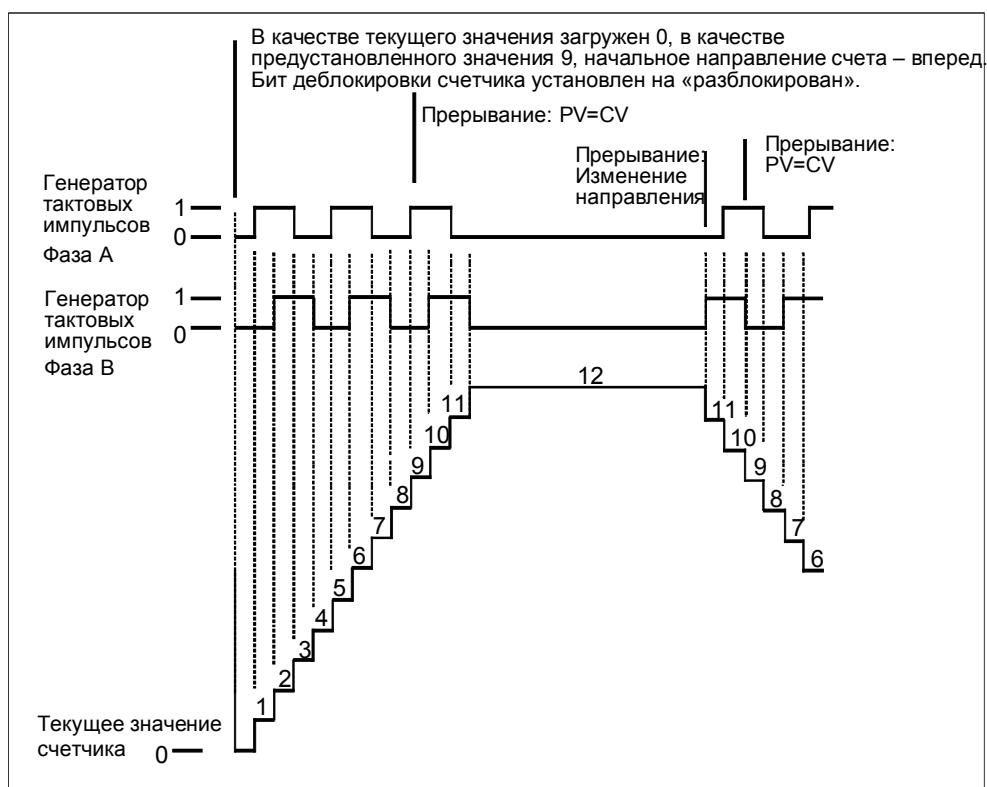 В качестве текущего значения загружен 0, в качестве
предустановленного значения 9, начальное направление счета – вперед.
Бит деблокировки счетчика установлен на «разблокирован».
Прерывание: PV=CV
Прерывание:
Изменение
направления
Прерывание:
PV=CV
Генератор
тактовых
импульсов
Фаза А
1
0
Генератор
тактовых
импульсов
Фаза В
1
0
12
11
10
9
8
7
6
5
4
3
2
1
11
10
9
8
7
6
Текущее значение
счетчика 0